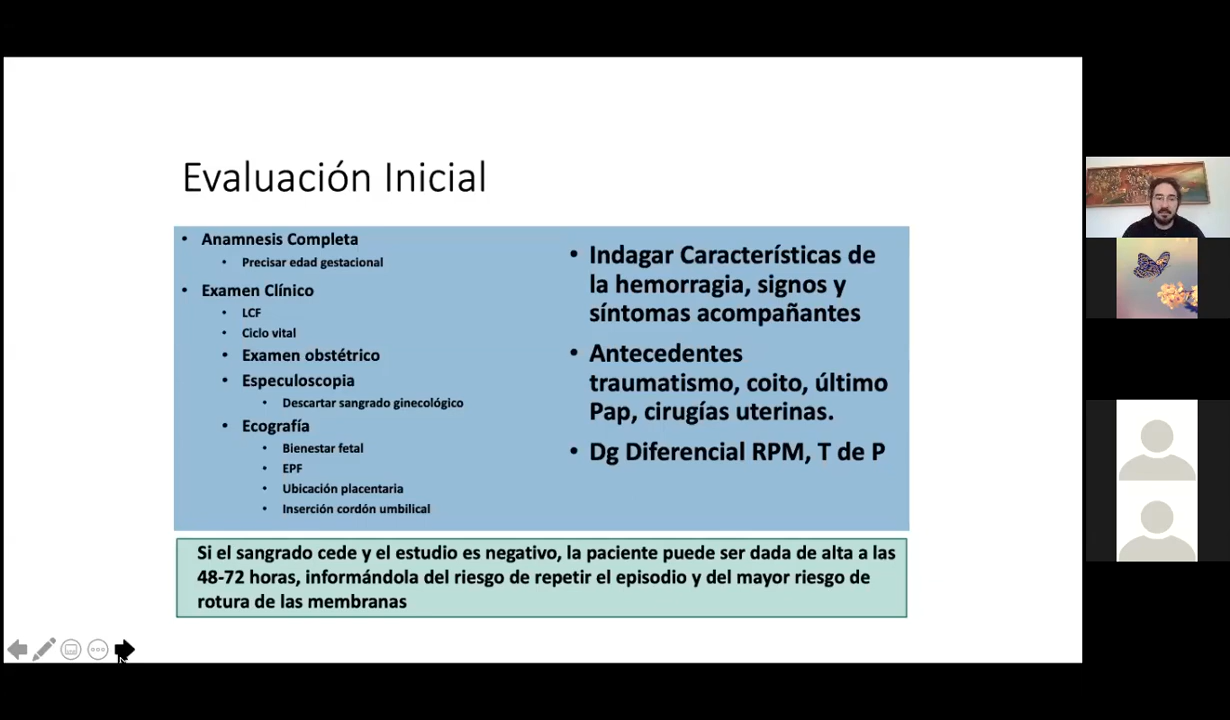 Evaluación Inicial
• Anamnesis Completa
• Precisar edad gestacional
• Examen Clínico
• LCF
• Ciclo vital
• Examen obstétrico
• Especuloscopia
• Descartar sangrado ginecológico
• Ecografía
• Bienestar fetal
• EPF
• Ubicación placentaria
• Inserción cordón umbilical
• Indagar Características de
la hemorragia, signos y
síntomas acompañantes
• Antecedentes
traumatismo, coito, último
Pap, cirugías uterinas.
• Dg Diferencial RPM, T de P
Si el sangrado cede y el estudio es negativo, la paciente puede ser dada de alta a las
48-72 horas, informándola del riesgo de repetir el episodio y del mayor riesgo de
rotura de las membranas